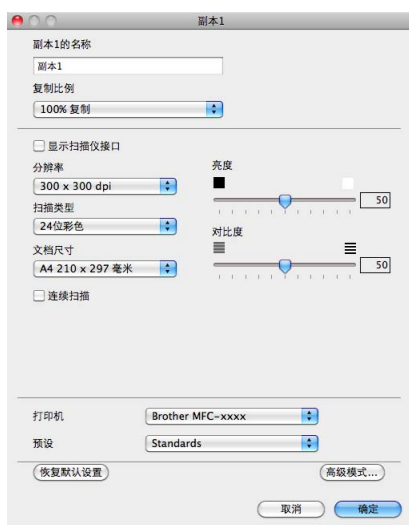 副本1
副本1的名称
副本1
复制比例
100% 复制
显示扫描仪接口
分辨率
300 x 300 dpi
扫描类型
24位彩色
文档尺寸
A4 210 x 297 毫米
连续扫描
亮度
50
对比度
50
打印机
Brother MFC-xxxx
预设
Standards
恢复默认设置
高级模式...
取消
确定